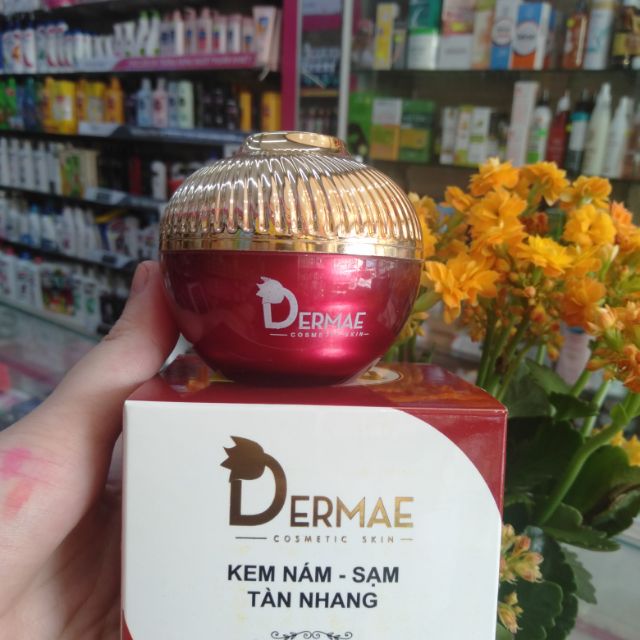 DERMAE
COSMETIC SKIN
DERMAE
COSMETIC SKIN
KEM NÁM - SẠM
TÀN NHANG